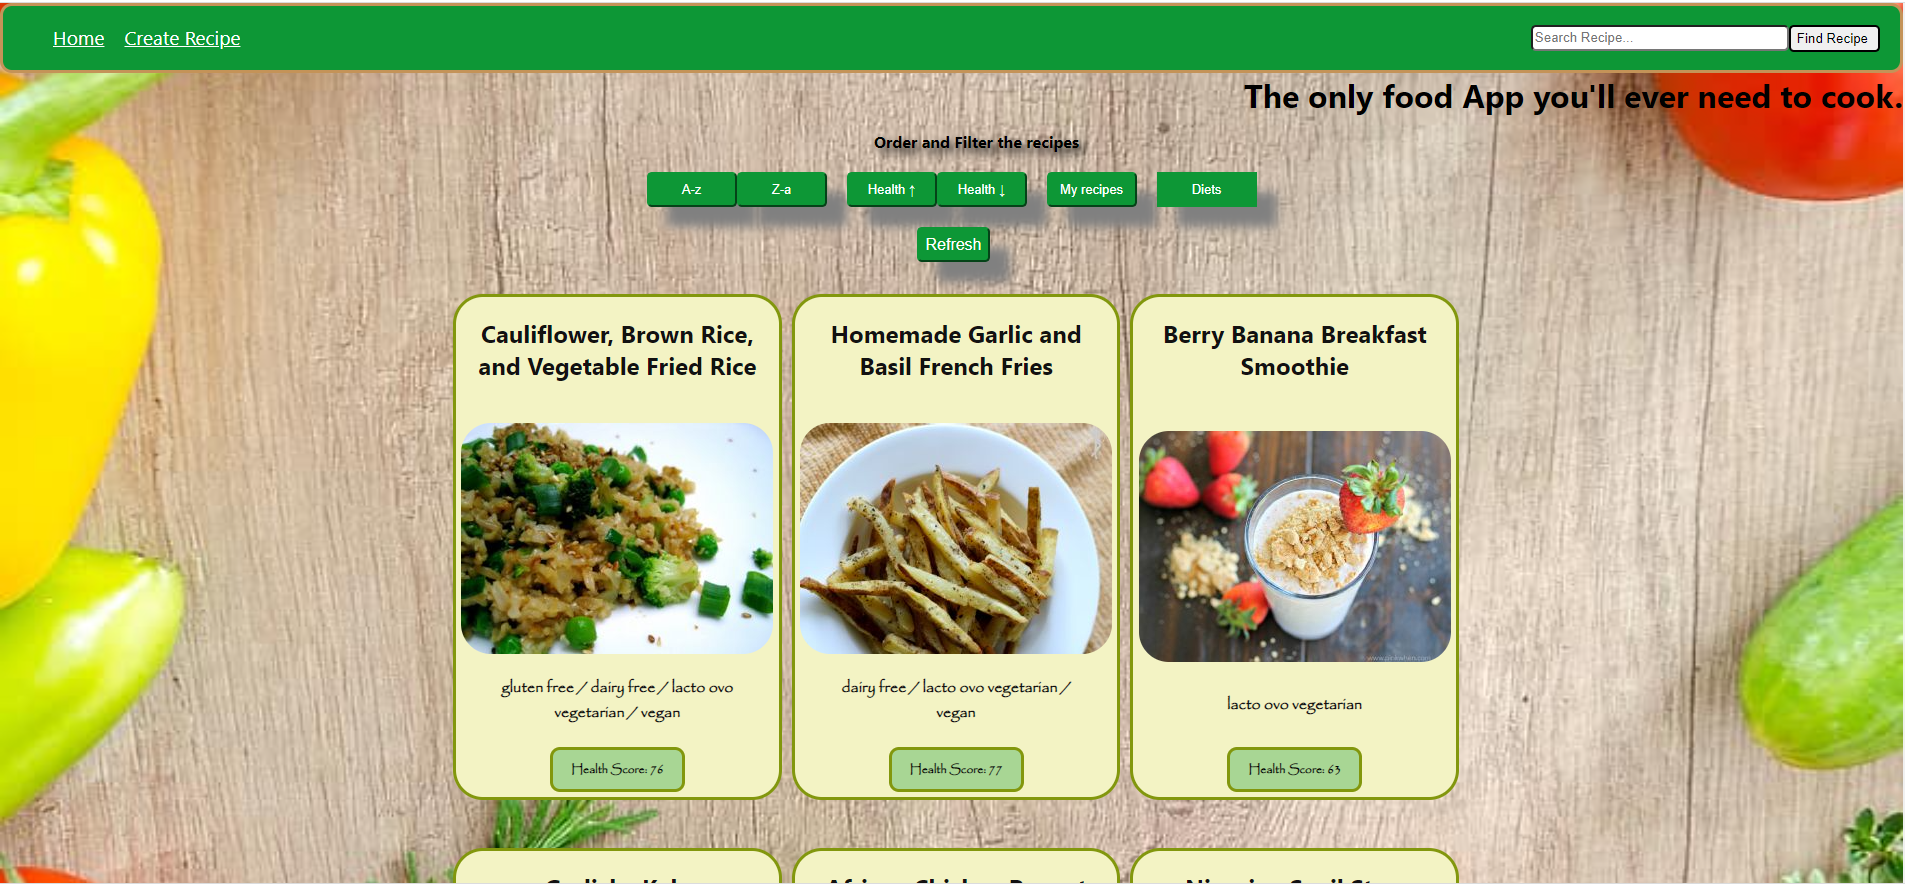 Home Create Recipe Search Recipe... Find Recipe
The only food App you'll ever need to cook.
Order and Filter the recipes
A-z Z-a Health ↑ Health ↓ My recipes Diets
Refresh
Cauliflower, Brown Rice,
and Vegetable Fried Rice
gluten free / dairy free / lacto ovo
vegetarian / vegan
Health Score: 76
Homemade Garlic and
Basil French Fries
dairy free / lacto ovo vegetarian /
vegan
Health Score: 77
Berry Banana Breakfast
Smoothie
lacto ovo vegetarian
Health Score: 63